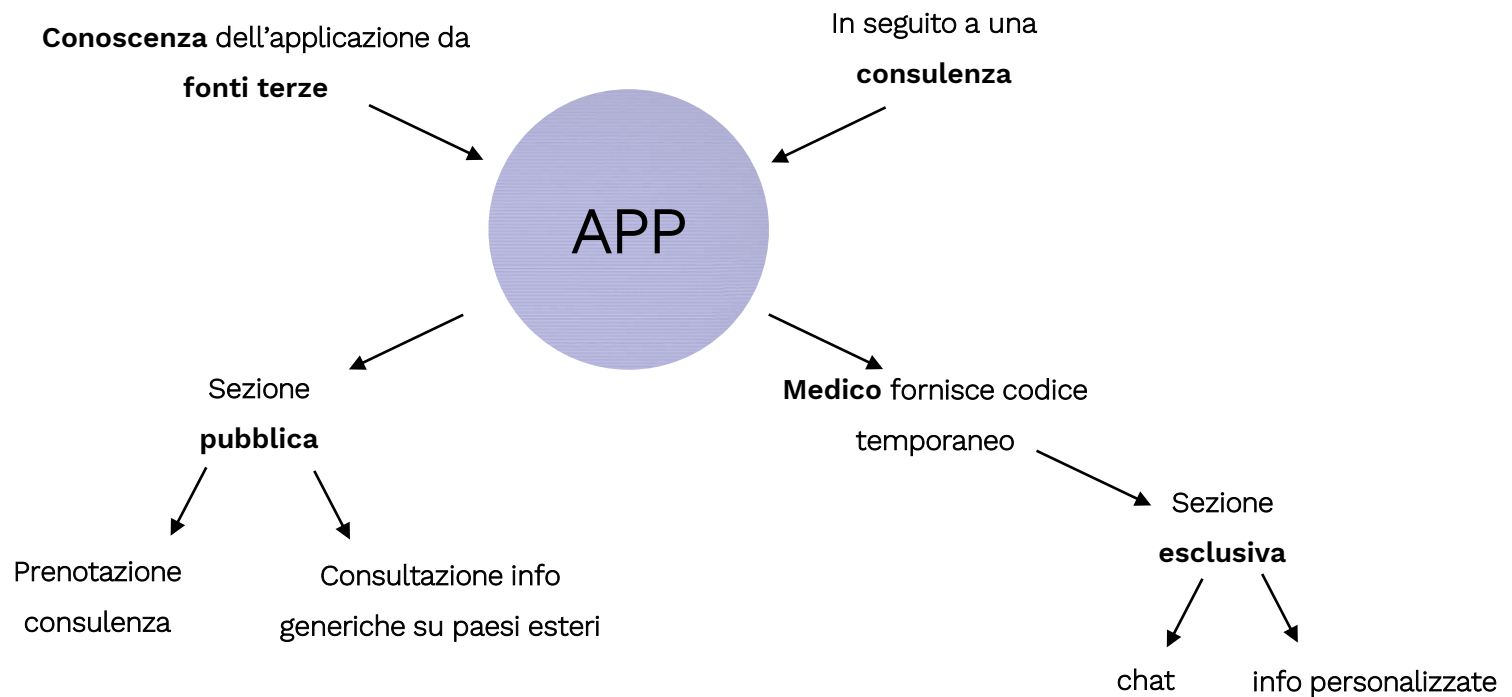 Conoscenza dell’applicazione da
fonti terze
In seguito a una
consulenza
APP
Sezione
pubblica
Medico fornisce codice
temporaneo
Prenotazione
consulenza
Consultazione info
generiche su paesi esteri
Sezione
esclusiva
chat
info personalizzate